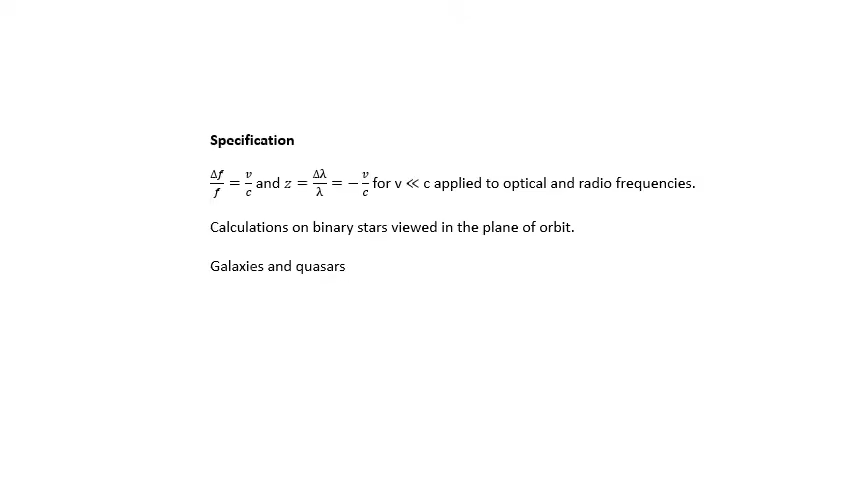 Specification
Δf/f = v/c and z = Δλ/λ = −v/c for v ≪ c applied to optical and radio frequencies.
Calculations on binary stars viewed in the plane of orbit.
Galaxies and quasars